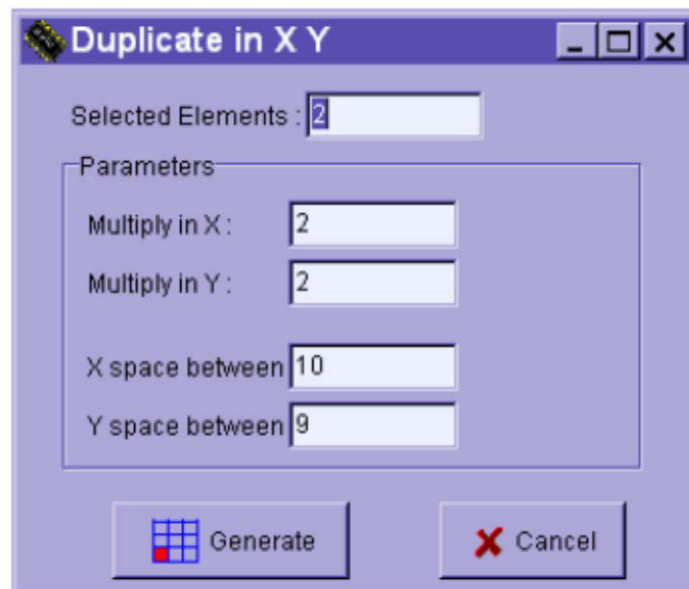 Duplicate in X Y
Selected Elements : 2
Parameters
Multiply in X : 2
Multiply in Y : 2
X space between 10
Y space between 9
Generate Cancel